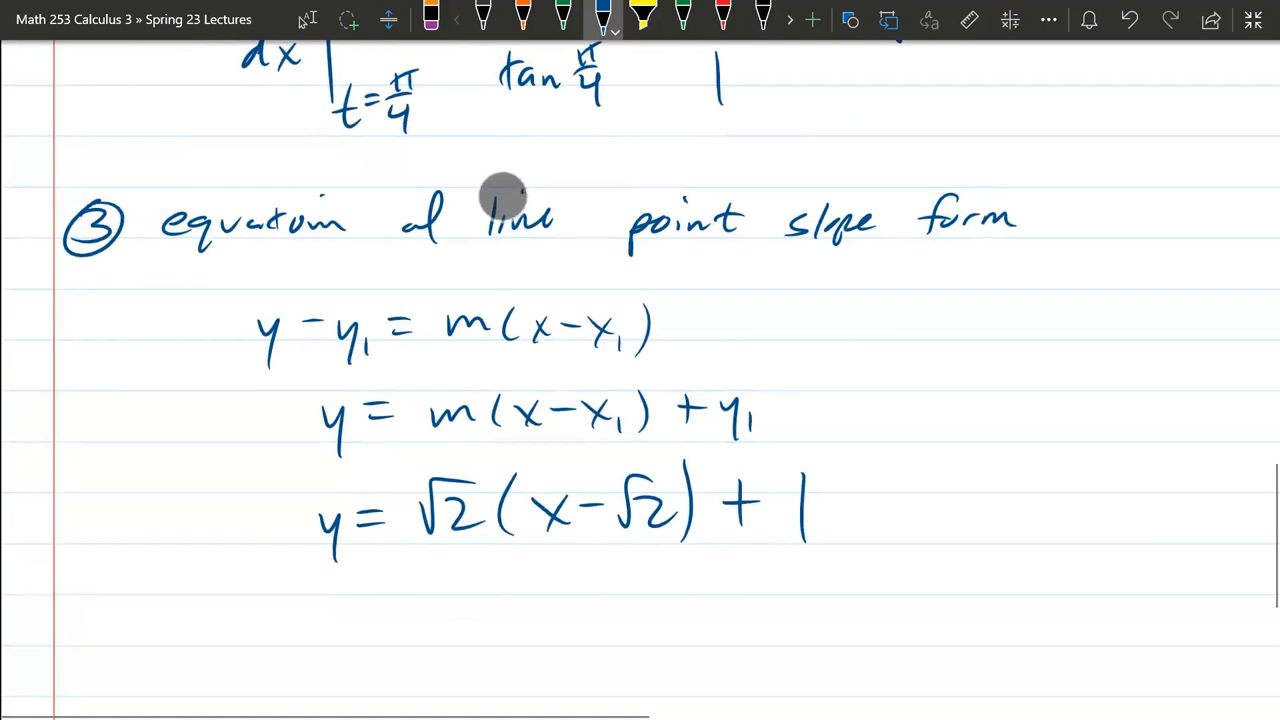 Math 253 Calculus 3 » Spring 23 Lectures
dx | t = π/4 tan π/4 1
③ equation of line point slope form
y - y₁ = m(x - x₁)
y = m(x - x₁) + y₁
y = √2(x - √2) + 1